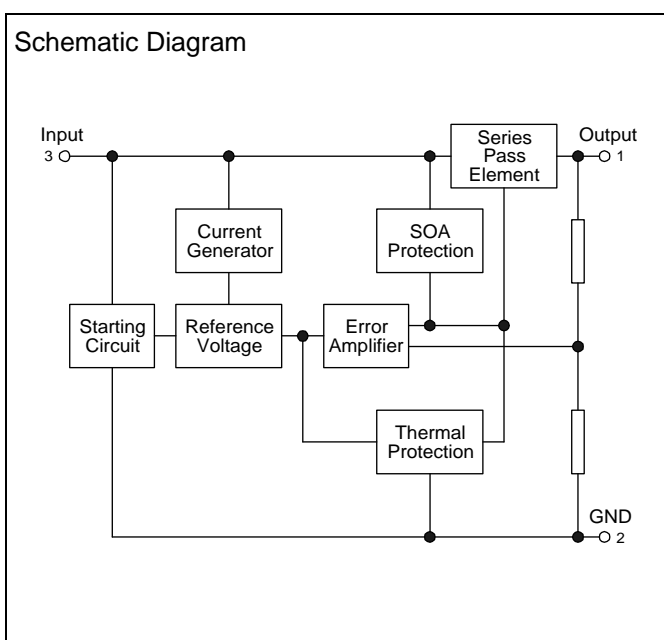 Schematic Diagram
Input
3
Series
Pass
Element
Output
1
Current
Generator
SOA
Protection
Starting
Circuit
Reference
Voltage
Error
Amplifier
Thermal
Protection
GND
2